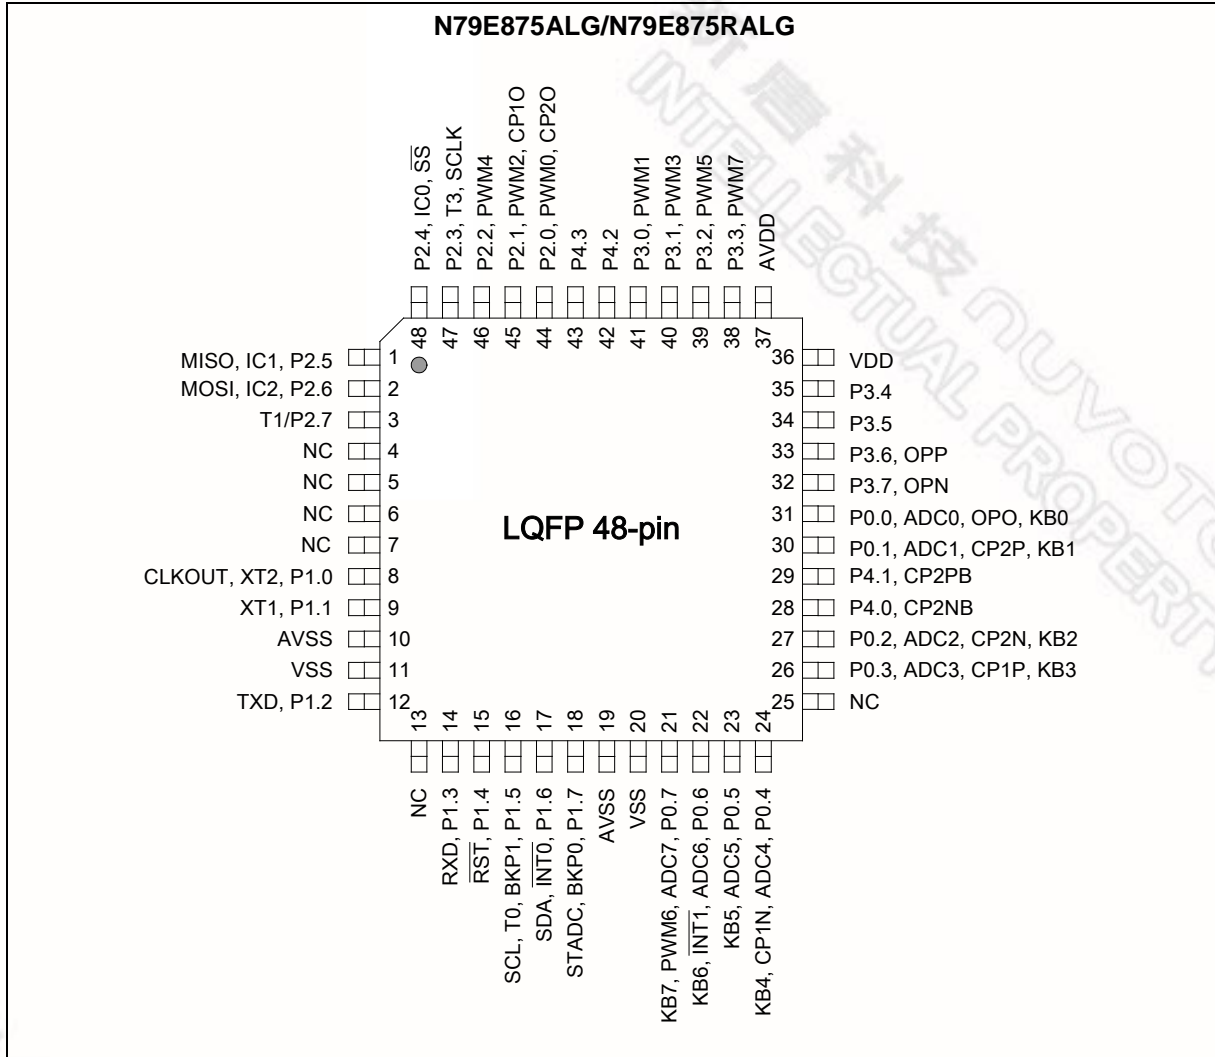 N79E875ALG/N79E875RALG
P2.4, IC0, SS
P2.3, T3, SCLK
P2.2, PWM4
P2.1, PWM2, CP1O
P2.0, PWM0, CP2O
P4.3
P4.2
P3.0, PWM1
P3.1, PWM3
P3.2, PWM5
P3.3, PWM7
AVDD
48 47 46 45 44 43 42 41 40 39 38 37
MISO, IC1, P2.5 1
MOSI, IC2, P2.6 2
T1/P2.7 3
NC 4
NC 5
NC 6
NC 7
CLKOUT, XT2, P1.0 8
XT1, P1.1 9
AVSS 10
VSS 11
TXD, P1.2 12
LQFP 48-pin
36 VDD
35 P3.4
34 P3.5
33 P3.6, OPP
32 P3.7, OPN
31 P0.0, ADC0, OPO, KB0
30 P0.1, ADC1, CP2P, KB1
29 P4.1, CP2PB
28 P4.0, CP2NB
27 P0.2, ADC2, CP2N, KB2
26 P0.3, ADC3, CP1P, KB3
25 NC
13 14 15 16 17 18 19 20 21 22 23 24
NC
RXD, P1.3
RST, P1.4
SCL, T0, BKP1, P1.5
SDA, INT0, P1.6
STADC, BKP0, P1.7
AVSS
VSS
KB7, PWM6, ADC7, P0.7
KB6, INT1, ADC6, P0.6
KB5, ADC5, P0.5
KB4, CP1N, ADC4, P0.4
唐科技 nuvoTo
INTELLECTUAL PROPERTY